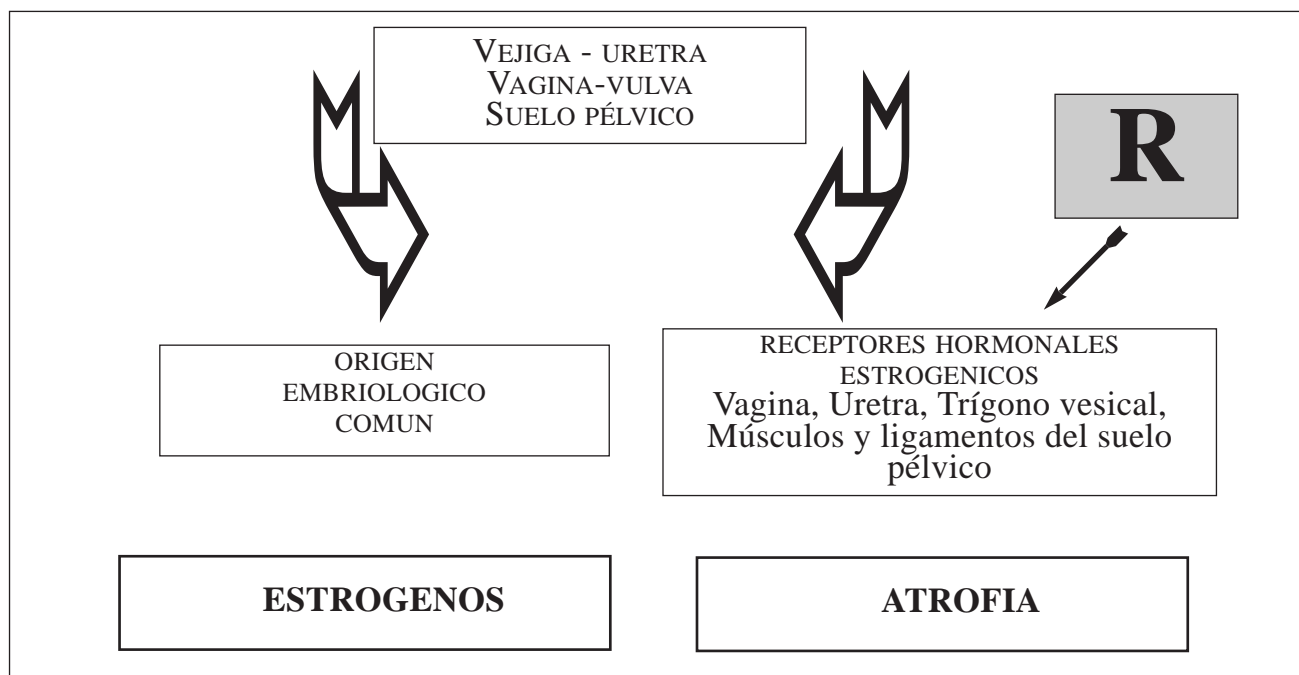 VEJIGA - URETRA
VAGINA-VULVA
SUELO PÉLVICO
R
ORIGEN
EMBRIOLOGICO
COMUN
RECEPTORES HORMONALES
ESTROGENICOS
Vagina, Uretra, Trígono vesical,
Músculos y ligamentos del suelo
pélvico
ESTROGENOS
ATROFIA